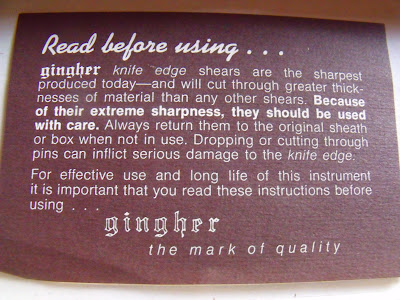 Read before using...
gingher knife edge shears are the sharpest
produced today—and will cut through greater thick-
nesses of material than any other shears. Because
of their extreme sharpness, they should be used
with care. Always return them to the original sheath
or box when not in use. Dropping or cutting through
pins can inflict serious damage to the knife edge.
For effective use and long life of this instrument
it is important that you read these instructions before
using...
gingher
the mark of quality